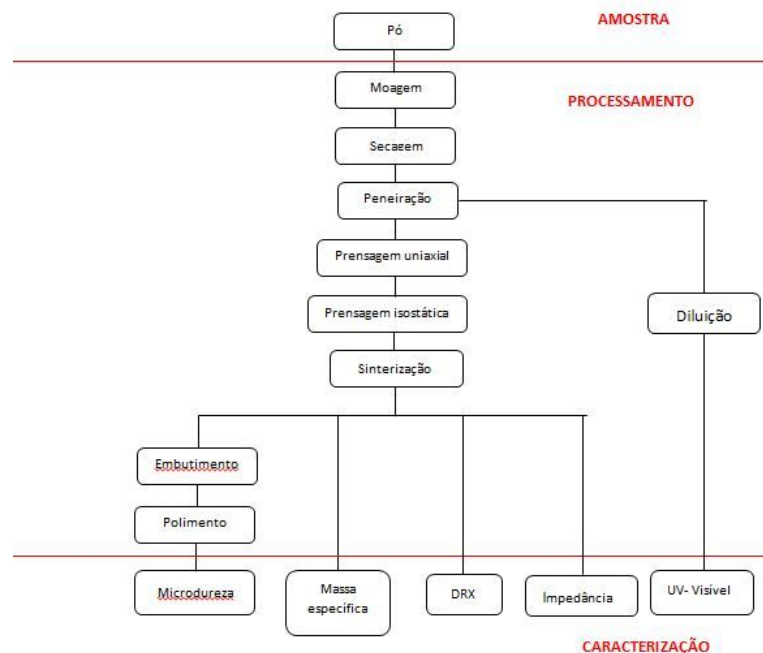 AMOSTRA
Pó
Moagem
PROCESSAMENTO
Secagem
Peneiração
Prensagem uniaxial
Prensagem isostática
Diluição
Sinterização
Embutimento
Polimento
Microdureza
Massa
específica
DRX
Impedância
UV- Visível
CARACTERIZAÇÃO